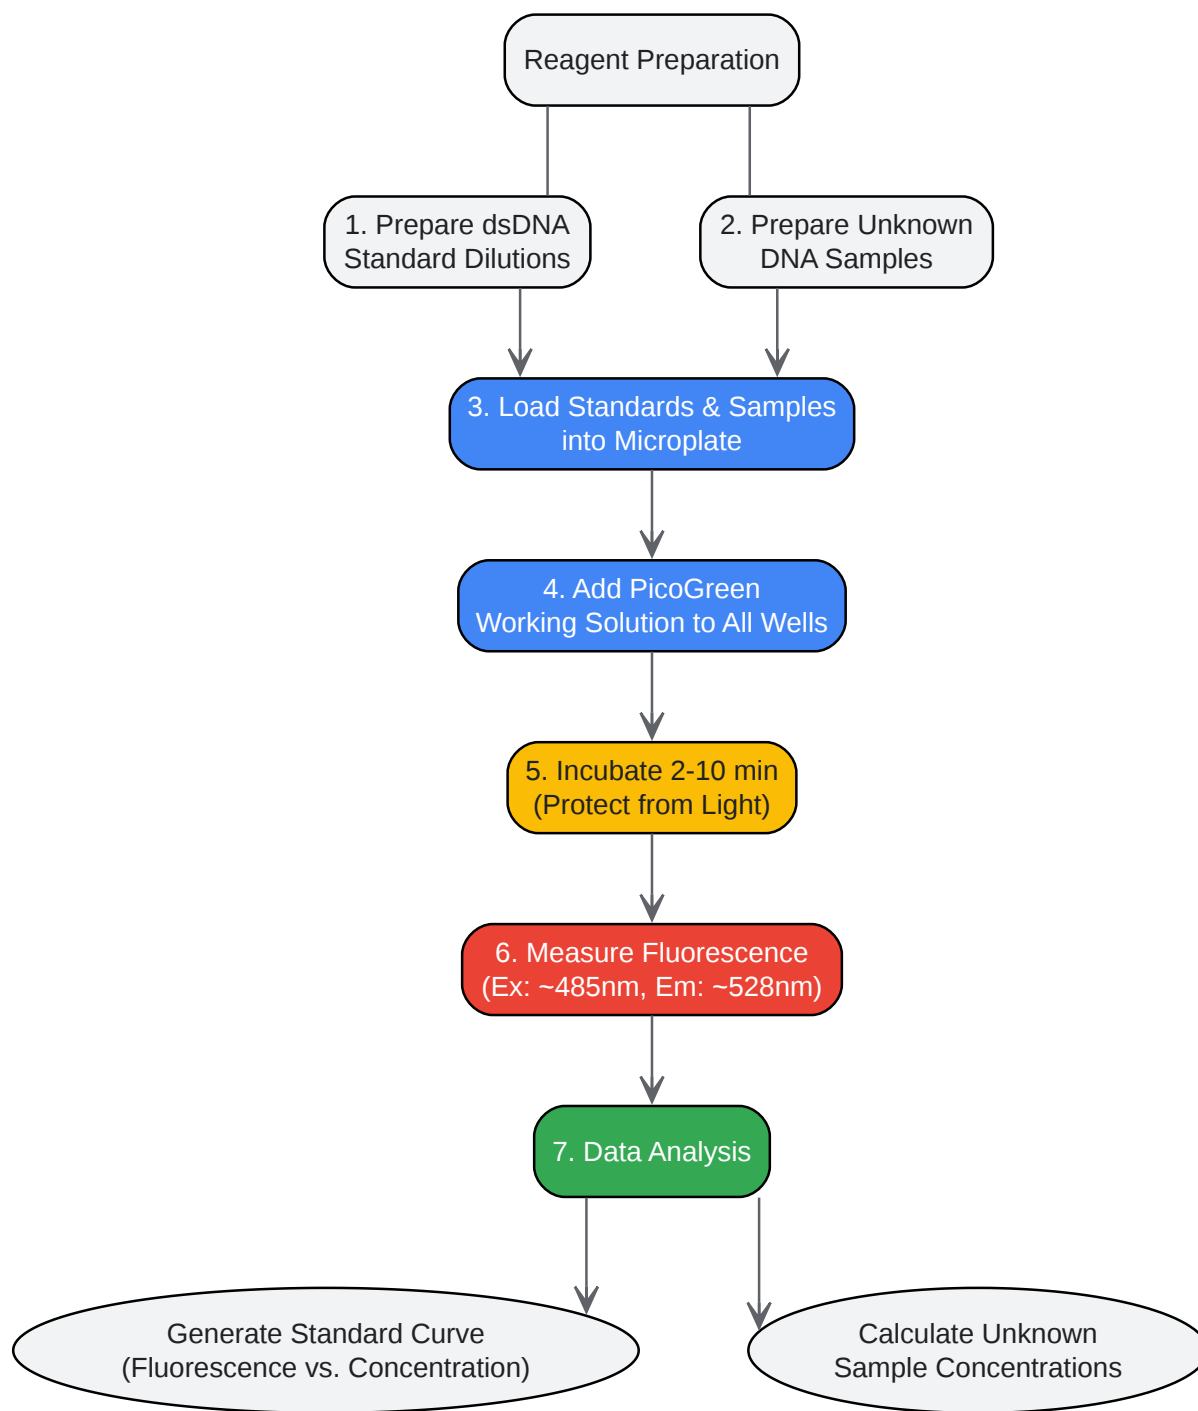 Reagent Preparation
1. Prepare dsDNA
Standard Dilutions
2. Prepare Unknown
DNA Samples
3. Load Standards & Samples
into Microplate
4. Add PicoGreen
Working Solution to All Wells
5. Incubate 2-10 min
(Protect from Light)
6. Measure Fluorescence
(Ex: ~485nm, Em: ~528nm)
7. Data Analysis
Generate Standard Curve
(Fluorescence vs. Concentration)
Calculate Unknown
Sample Concentrations